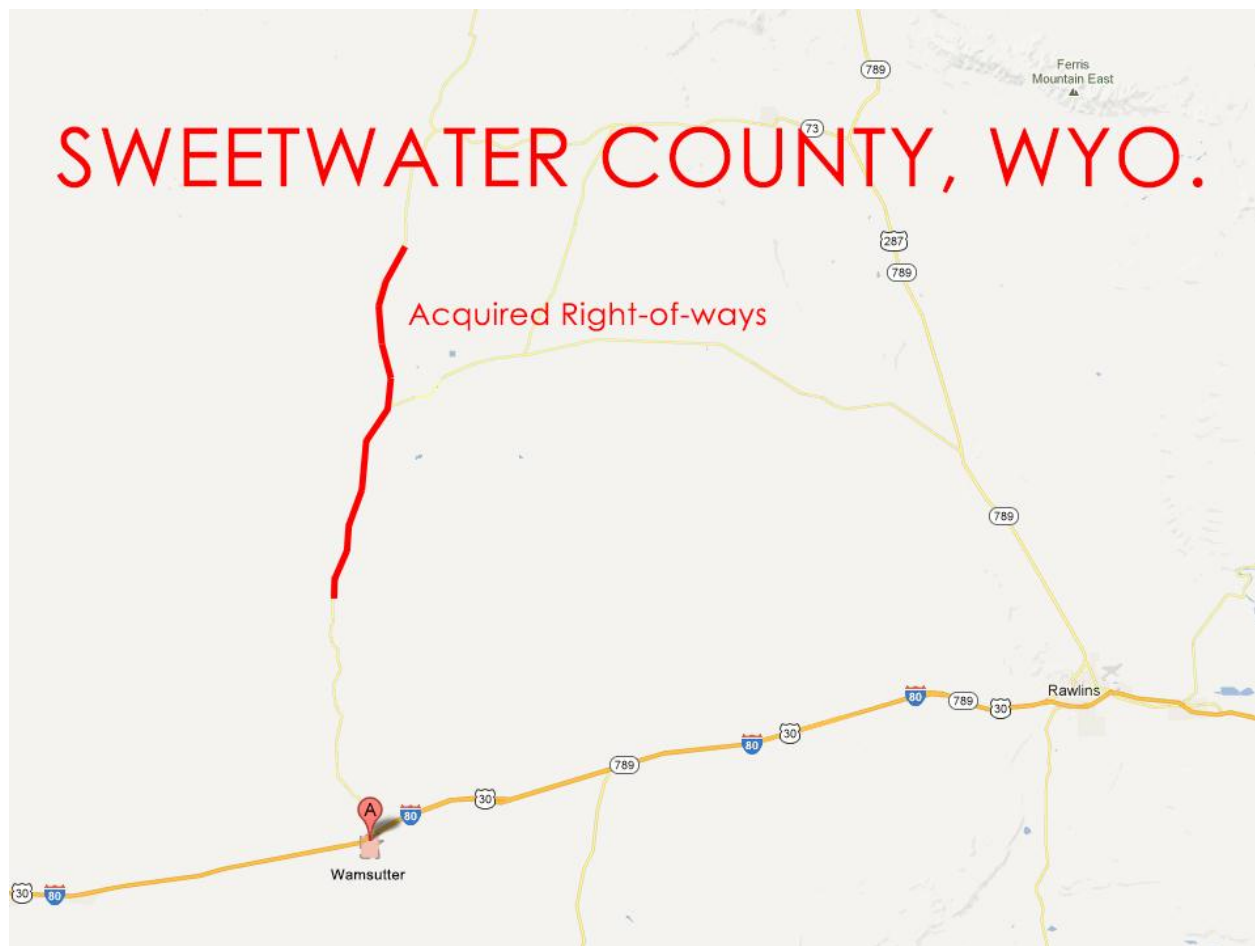 789
Ferris
Mountain East
73
SWEETWATER COUNTY, WYO.
287
789
Acquired Right-of-ways
789
Rawlins
80
789
30
30
80
789
30
A
80
Wamsutter
30
80